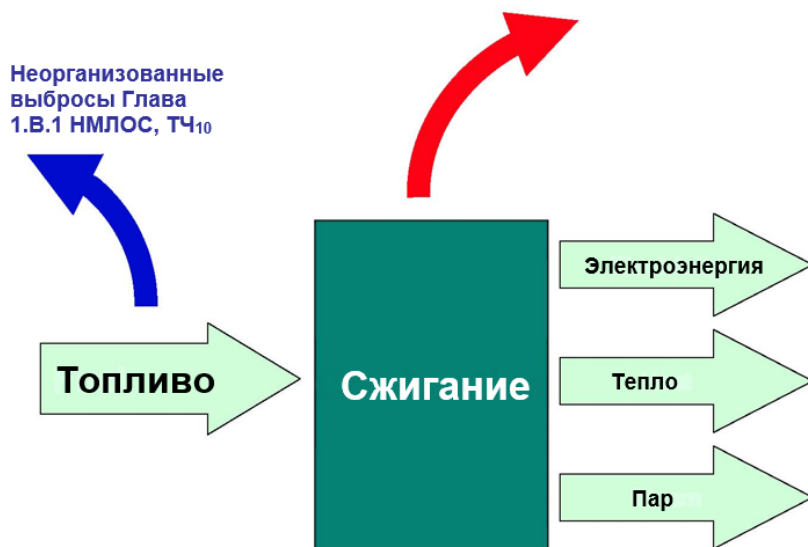 Неорганизованные
выбросы Глава
1.B.1 НМЛОС, ТЧ₁₀
Электроэнергия
Топливо
Сжигание
Тепло
Пар